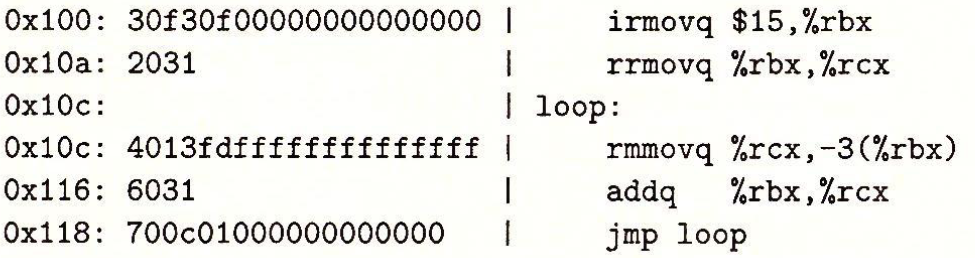 0x100: 30f30f00000000000000 | irmovq $15,%rbx
0x10a: 2031 | rrmovq %rbx,%rcx
0x10c: | loop:
0x10c: 4013fdffffffffffffff | rmmovq %rcx,-3(%rbx)
0x116: 6031 | addq %rbx,%rcx
0x118: 700c01000000000000 | jmp loop